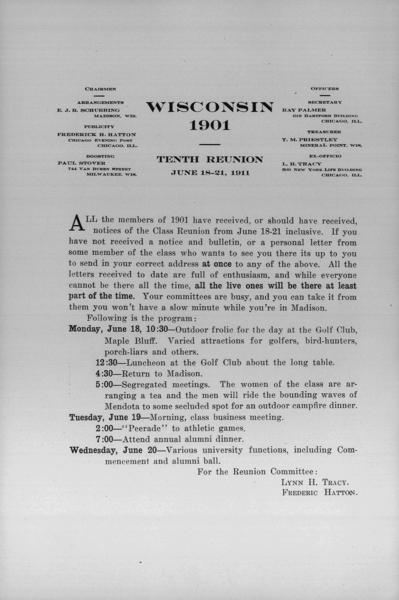 CHAIRMEN
ARRANGEMENTS
E. J. B. SCHUBRING
MADISON, WIS.
PUBLICITY
FREDERICK H. HATTON
CHICAGO EVENING POST
CHICAGO, ILL.
BOOSTING
PAUL STOVER
744 VAN BUREN STREET
MILWAUKEE, WIS.
WISCONSIN
1901
TENTH REUNION
JUNE 18-21, 1911
OFFICERS
SECRETARY
RAY PALMER
HARTFORD BUILDING
CHICAGO, ILL.
TREASURER
T. M. PRIESTLEY
MINERAL POINT, WIS.
EX-OFFICIO
L. H. TRACY
NEW YORK LIFE BUILDING
CHICAGO, ILL.
ALL the members of 1901 have received, or should have received,
notices of the Class Reunion from June 18-21 inclusive. If you
have not received a notice and bulletin, or a personal letter from
some member of the class who wants to see you there its up to you
to send in your correct address at once to any of the above. All the
letters received to date are full of enthusiasm, and while everyone
cannot be there all the time, all the live ones will be there at least
part of the time. Your committees are busy, and you can take it from
them you won't have a slow minute while you're in Madison.
Following is the program:
Monday, June 18, 10:30—Outdoor frolic for the day at the Golf Club,
Maple Bluff. Varied attractions for golfers, bird-hunters,
porch-liars and others.
12:30—Luncheon at the Golf Club about the long table.
4:30—Return to Madison.
5:00—Segregated meetings. The women of the class are ar-
ranging a tea and the men will ride the bounding waves of
Mendota to some secluded spot for an outdoor campfire dinner.
Tuesday, June 19—Morning, class business meeting.
2:00—"Peerade" to athletic games.
7:00—Attend annual alumni dinner.
Wednesday, June 20—Various university functions, including Com-
mencement and alumni ball.
For the Reunion Committee:
LYNN H. TRACY.
FREDERIC HATTON.